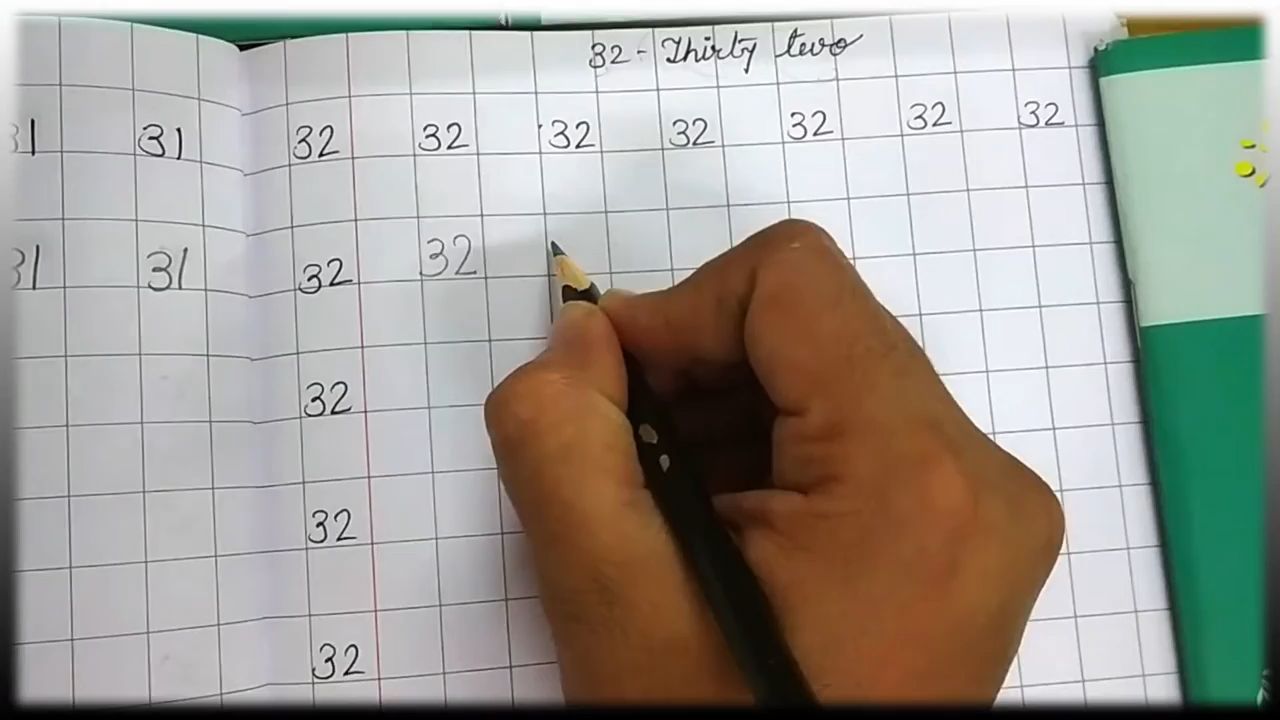 32 - Thirty two
31 31 32 32 32 32 32 32 32
31 31 32 32
32
32
32